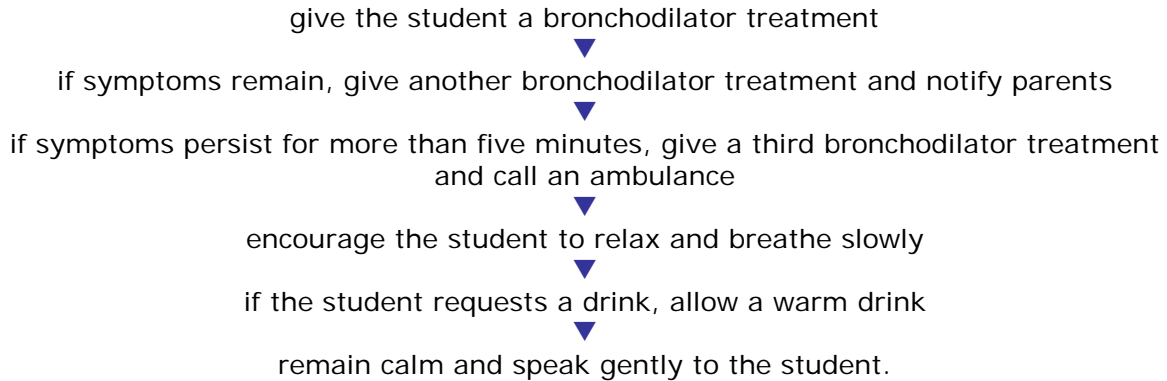 give the student a bronchodilator treatment
if symptoms remain, give another bronchodilator treatment and notify parents
if symptoms persist for more than five minutes, give a third bronchodilator treatment
and call an ambulance
encourage the student to relax and breathe slowly
if the student requests a drink, allow a warm drink
remain calm and speak gently to the student.